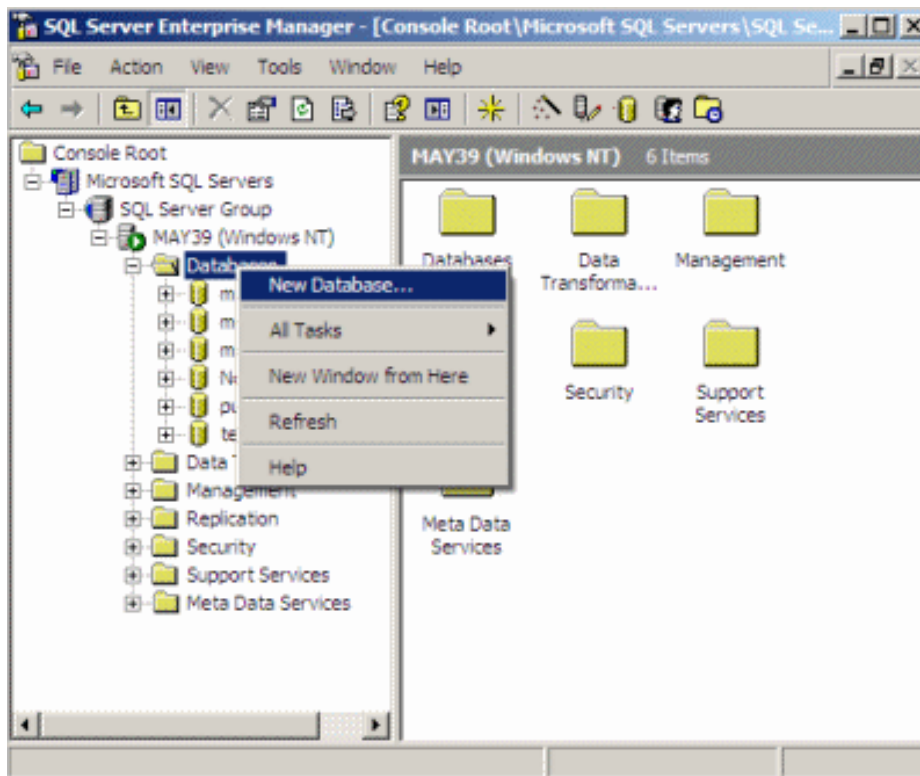 SQL Server Enterprise Manager - [Console Root\Microsoft SQL Servers\SQL Se...
File Action View Tools Window Help
Console Root
Microsoft SQL Servers
SQL Server Group
MAY39 (Windows NT)
Databases
m
m
m
N
pu
te
Data
Management
Replication
Security
Support Services
Meta Data Services
New Database...
All Tasks
New Window from Here
Refresh
Help
MAY39 (Windows NT) 6 Items
Databases
Data
Transforma...
Management
Security
Support
Services
Meta Data
Services